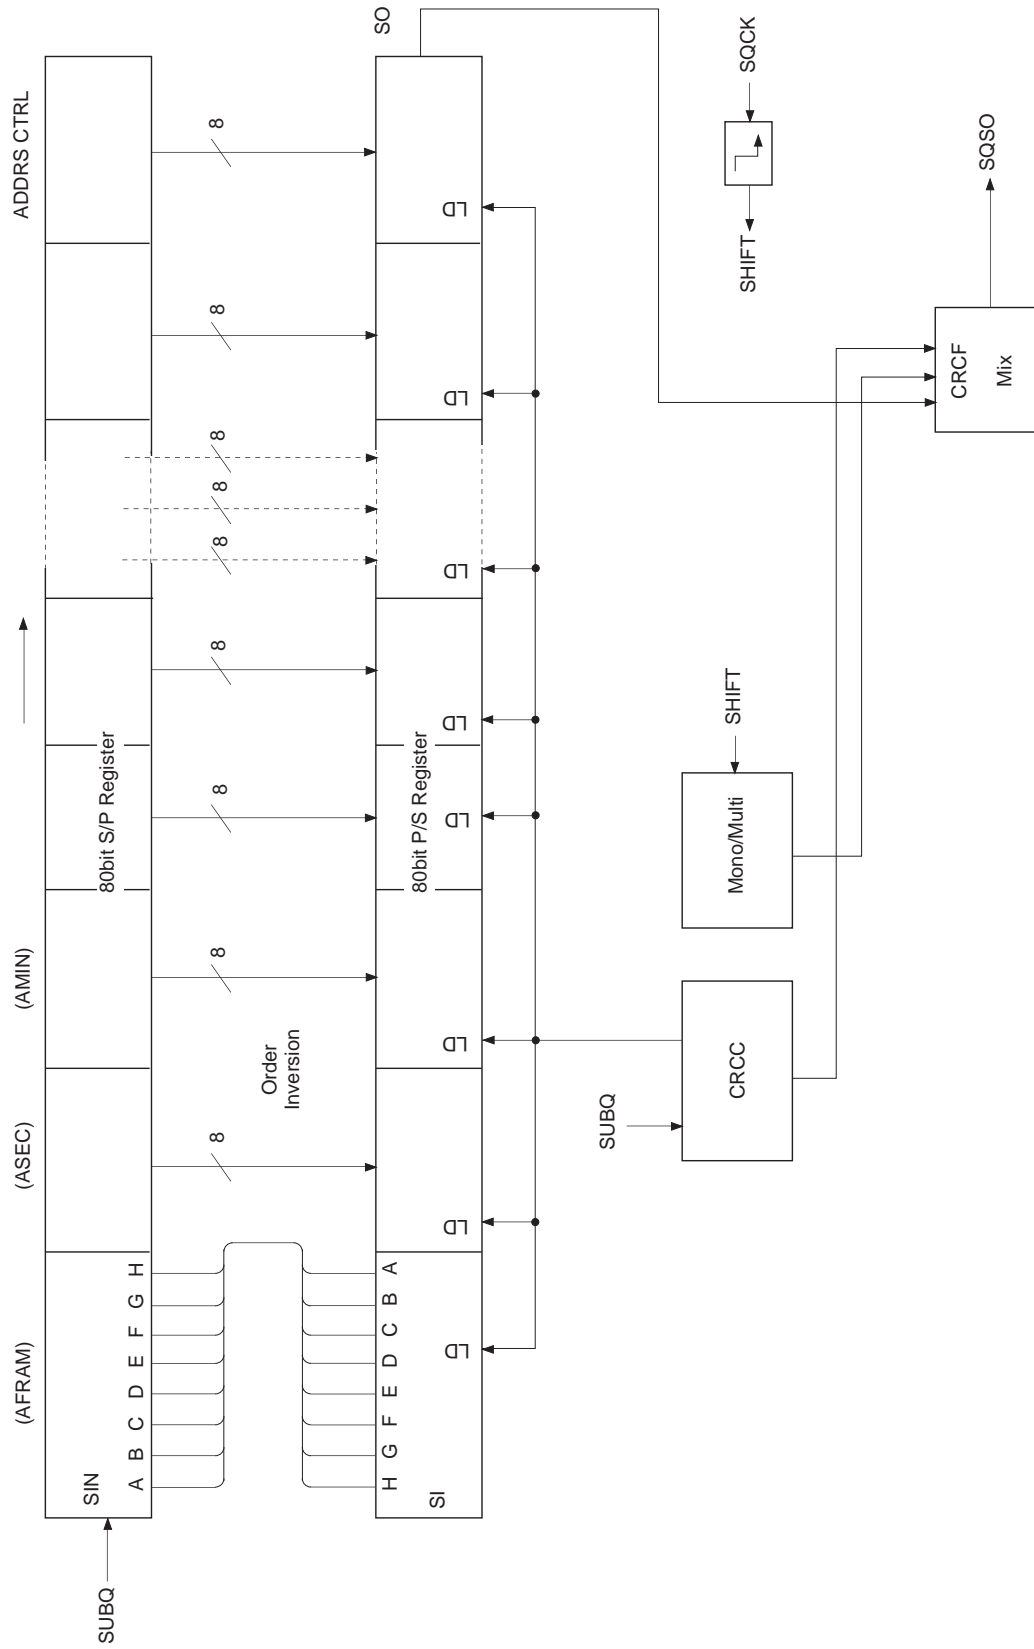 (AFRAM)
(ASEC)
(AMIN)
ADDRS CTRL
SUBQ
SIN
80bit S/P Register
A B C D E F G H
8
8
8
8
8
8
8
8
8
Order
Inversion
H G F E D C B A
SI
80bit P/S Register
SO
LD
LD
LD
LD
LD
LD
LD
LD
SUBQ
CRCC
Mono/Multi
SHIFT
SHIFT
SQCK
CRCF
Mix
SQSO